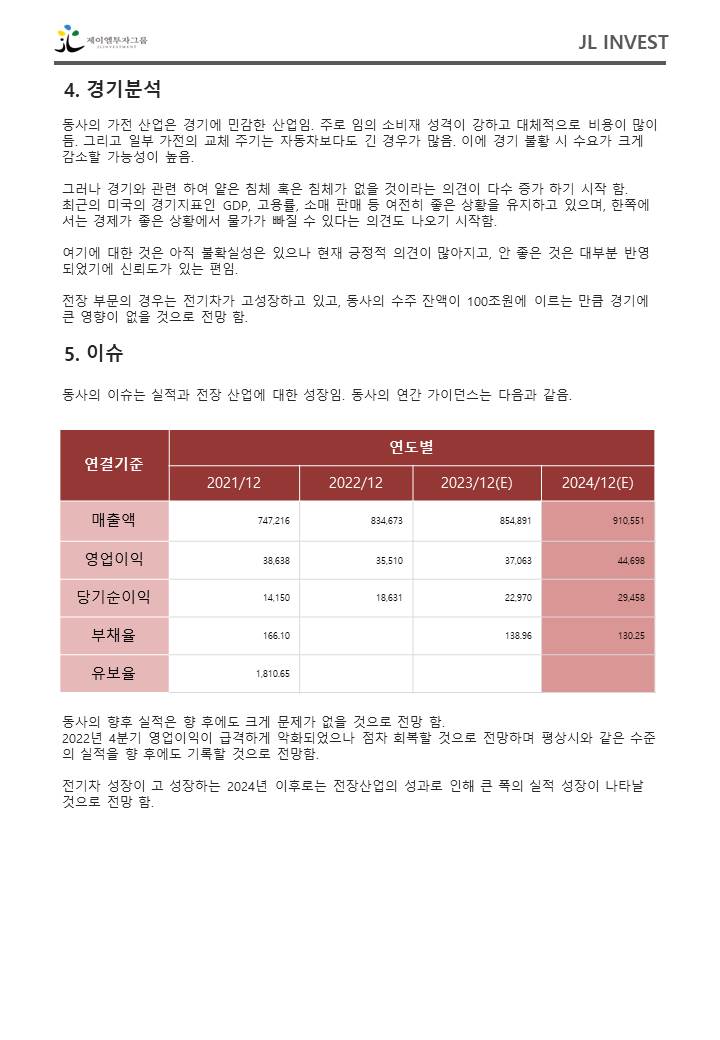 제이엘투자그룹
JL INVESTMENT
JL INVEST
4. 경기분석
동사의 가전 산업은 경기에 민감한 산업임. 주로 임의 소비재 성격이 강하고 대체적으로 비용이 많이
듬. 그리고 일부 가전의 교체 주기는 자동차보다도 긴 경우가 많음. 이에 경기 불황 시 수요가 크게
감소할 가능성이 높음.
그러나 경기와 관련 하여 얕은 침체 혹은 침체가 없을 것이라는 의견이 다수 증가 하기 시작 함.
최근의 미국의 경기지표인 GDP, 고용률, 소매 판매 등 여전히 좋은 상황을 유지하고 있으며, 한쪽에
서는 경제가 좋은 상황에서 물가가 빠질 수 있다는 의견도 나오기 시작함.
여기에 대한 것은 아직 불확실성은 있으나 현재 긍정적 의견이 많아지고, 안 좋은 것은 대부분 반영
되었기에 신뢰도가 있는 편임.
전장 부문의 경우는 전기차가 고성장하고 있고, 동사의 수주 잔액이 100조원에 이르는 만큼 경기에
큰 영향이 없을 것으로 전망 함.
5. 이슈
동사의 이슈는 실적과 전장 산업에 대한 성장임. 동사의 연간 가이던스는 다음과 같음.
연결기준 연도별
2021/12 2022/12 2023/12(E) 2024/12(E)
매출액 747,216 834,673 854,891 910,551
영업이익 38,638 35,510 37,063 44,698
당기순이익 14,150 18,631 22,970 29,458
부채율 166.10 138.96 130.25
유보율 1,810.65
동사의 향후 실적은 향 후에도 크게 문제가 없을 것으로 전망 함.
2022년 4분기 영업이익이 급격하게 악화되었으나 점차 회복할 것으로 전망하며 평상시와 같은 수준
의 실적을 향 후에도 기록할 것으로 전망함.
전기차 성장이 고 성장하는 2024년 이후로는 전장산업의 성과로 인해 큰 폭의 실적 성장이 나타날
것으로 전망 함.